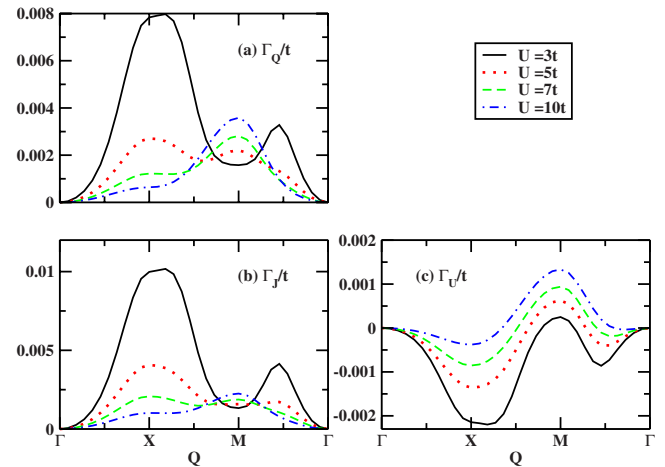 0.008
0.006
0.004
0.002
0
(a) Γ_Q/t
U =3t
U =5t
U =7t
U =10t
0.01
0.005
0
(b) Γ_J/t
Γ X M Γ
Q
0.002
0.001
0
-0.001
-0.002
(c) Γ_U/t
Γ X M Γ
Q